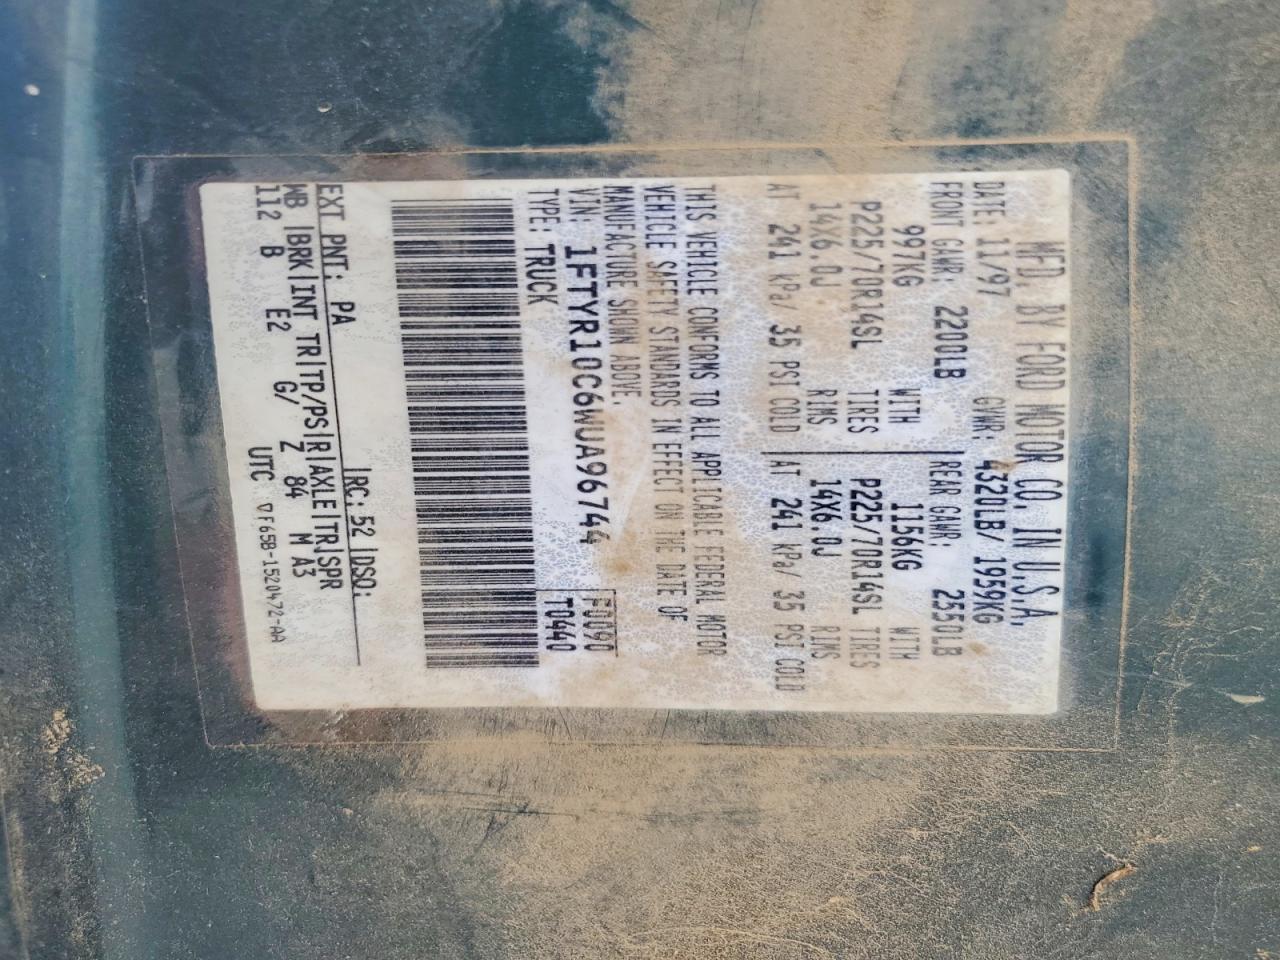 MFD. BY FORD MOTOR CO. IN U.S.A.
DATE: 11/97 GVWR: 4320LB/ 1959KG
FRONT GAWR: 2200LB REAR GAWR: 2550LB
997KG WITH 1156KG WITH
P225/70R14SL TIRES P225/70R14SL TIRES
14X6.0J RIMS 14X6.0J RIMS
AT 241 kPa/ 35 PSI COLD AT 241 kPa/ 35 PSI COLD
THIS VEHICLE CONFORMS TO ALL APPLICABLE FEDERAL MOTOR
VEHICLE SAFETY STANDARDS IN EFFECT ON THE DATE OF
MANUFACTURE SHOWN ABOVE.
VIN: 1FTYR10C6WUA96744 F0090
TYPE: TRUCK T0440
EXT PNT: PA RC: 52 DSO:
WB BRK INT TR TP/PS R AXLE TR SPR
112 B E2 G/ Z 84 M A3
UTC ▽F65B-1520472-AA